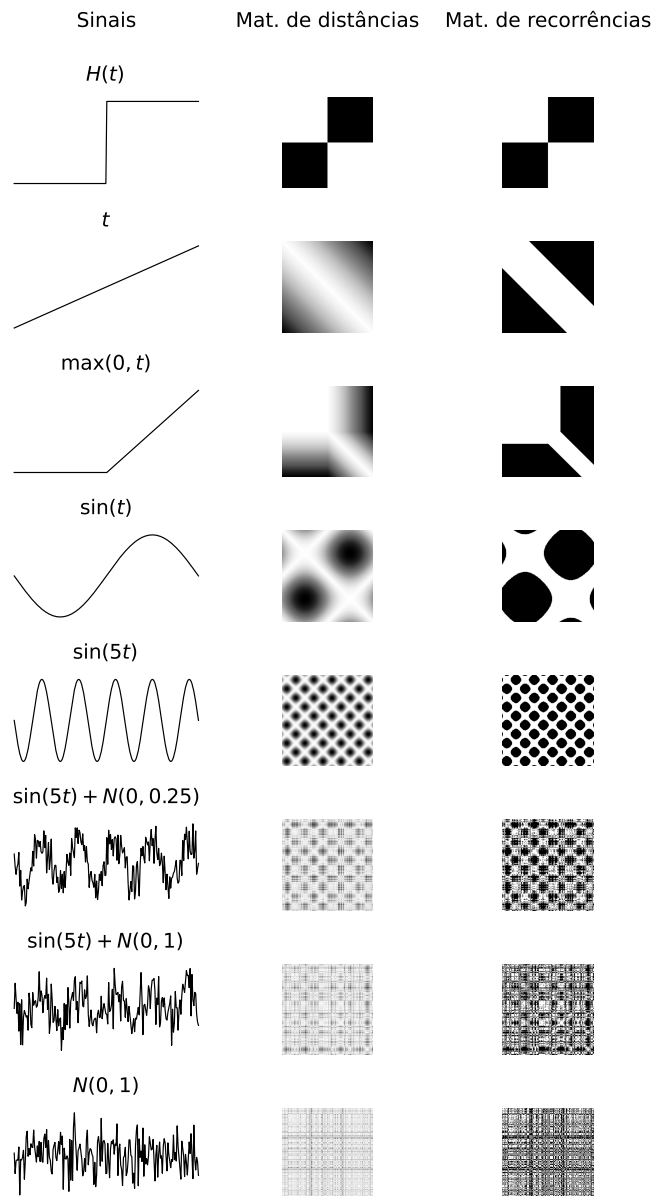 Sinais Mat. de distâncias Mat. de recorrências
H(t)
t
max(0, t)
sin(t)
sin(5t)
sin(5t) + N(0, 0.25)
sin(5t) + N(0, 1)
N(0, 1)